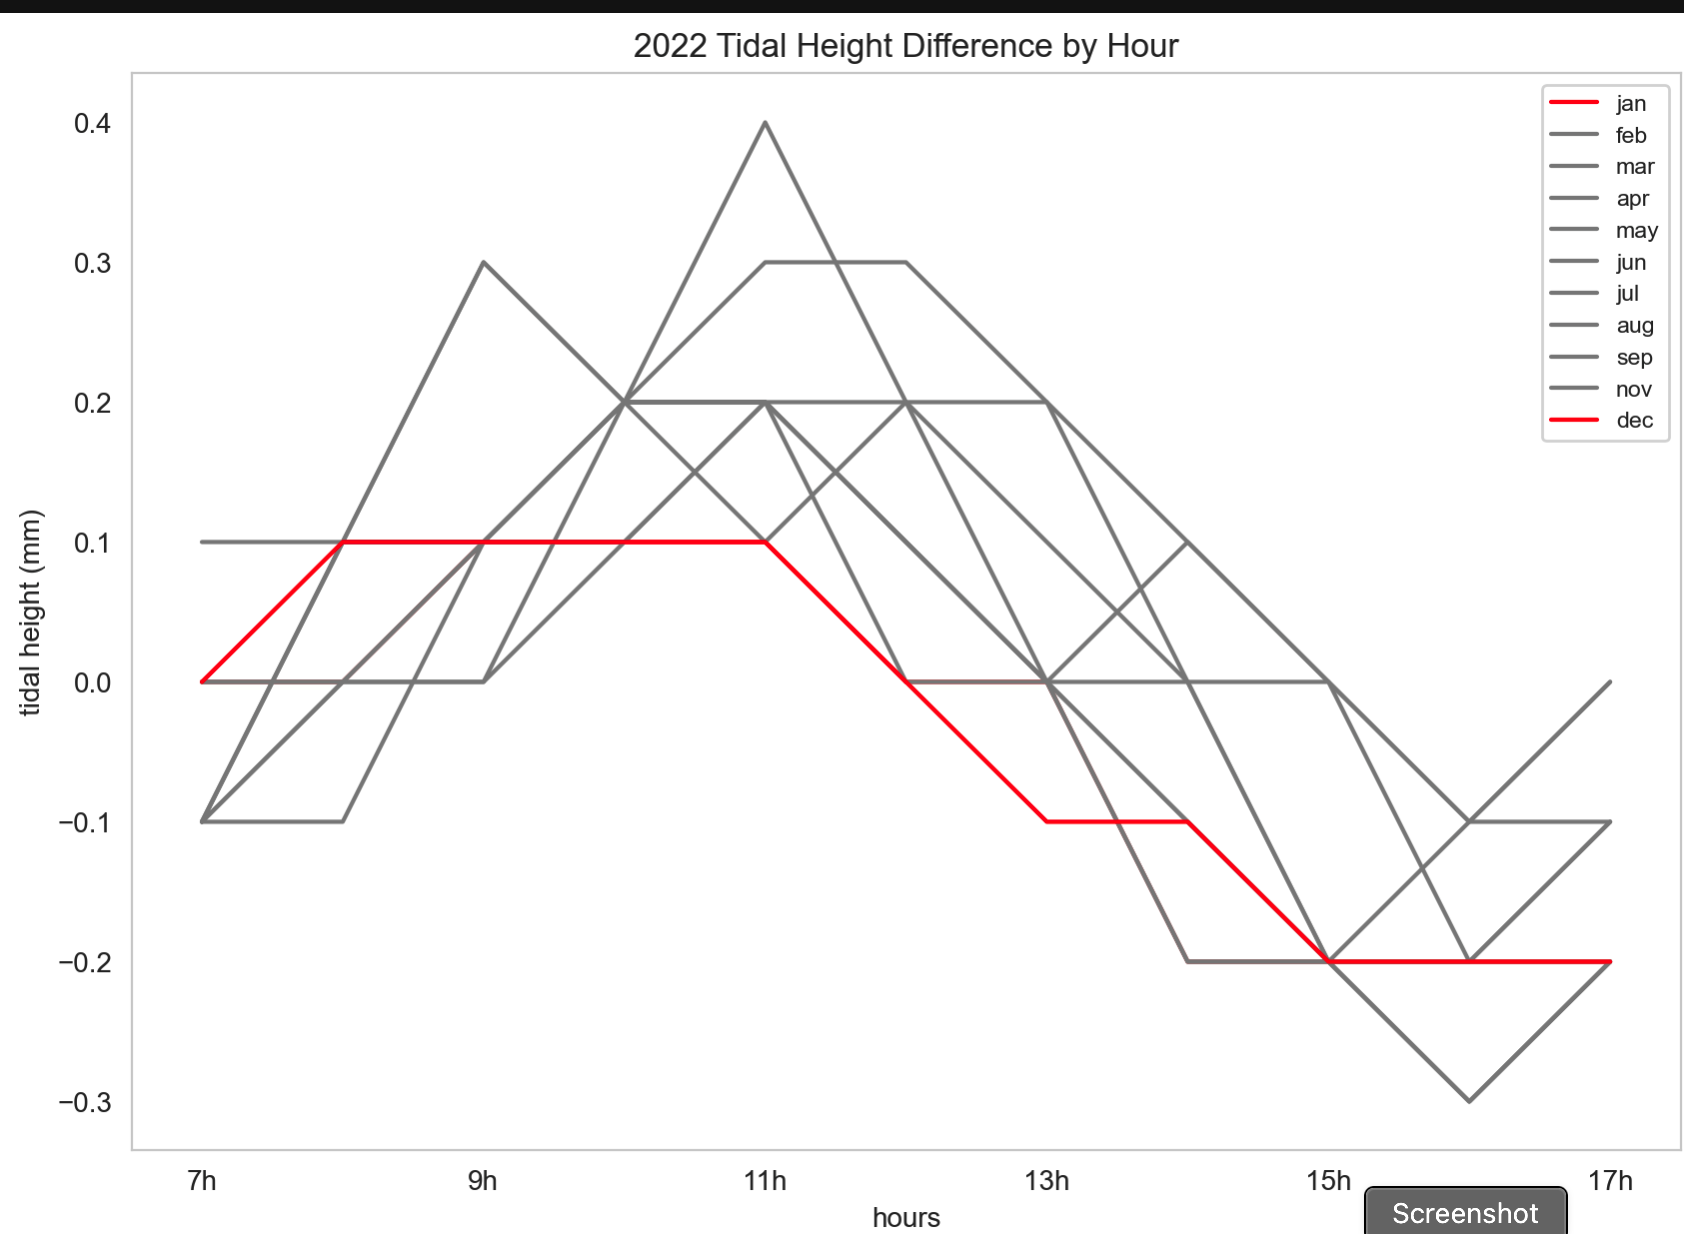 2022 Tidal Height Difference by Hour
jan
feb
mar
apr
may
jun
jul
aug
sep
nov
dec
0.4
0.3
0.2
0.1
0.0
−0.1
−0.2
−0.3
tidal height (mm)
7h 9h 11h 13h 15h 17h
hours
Screenshot